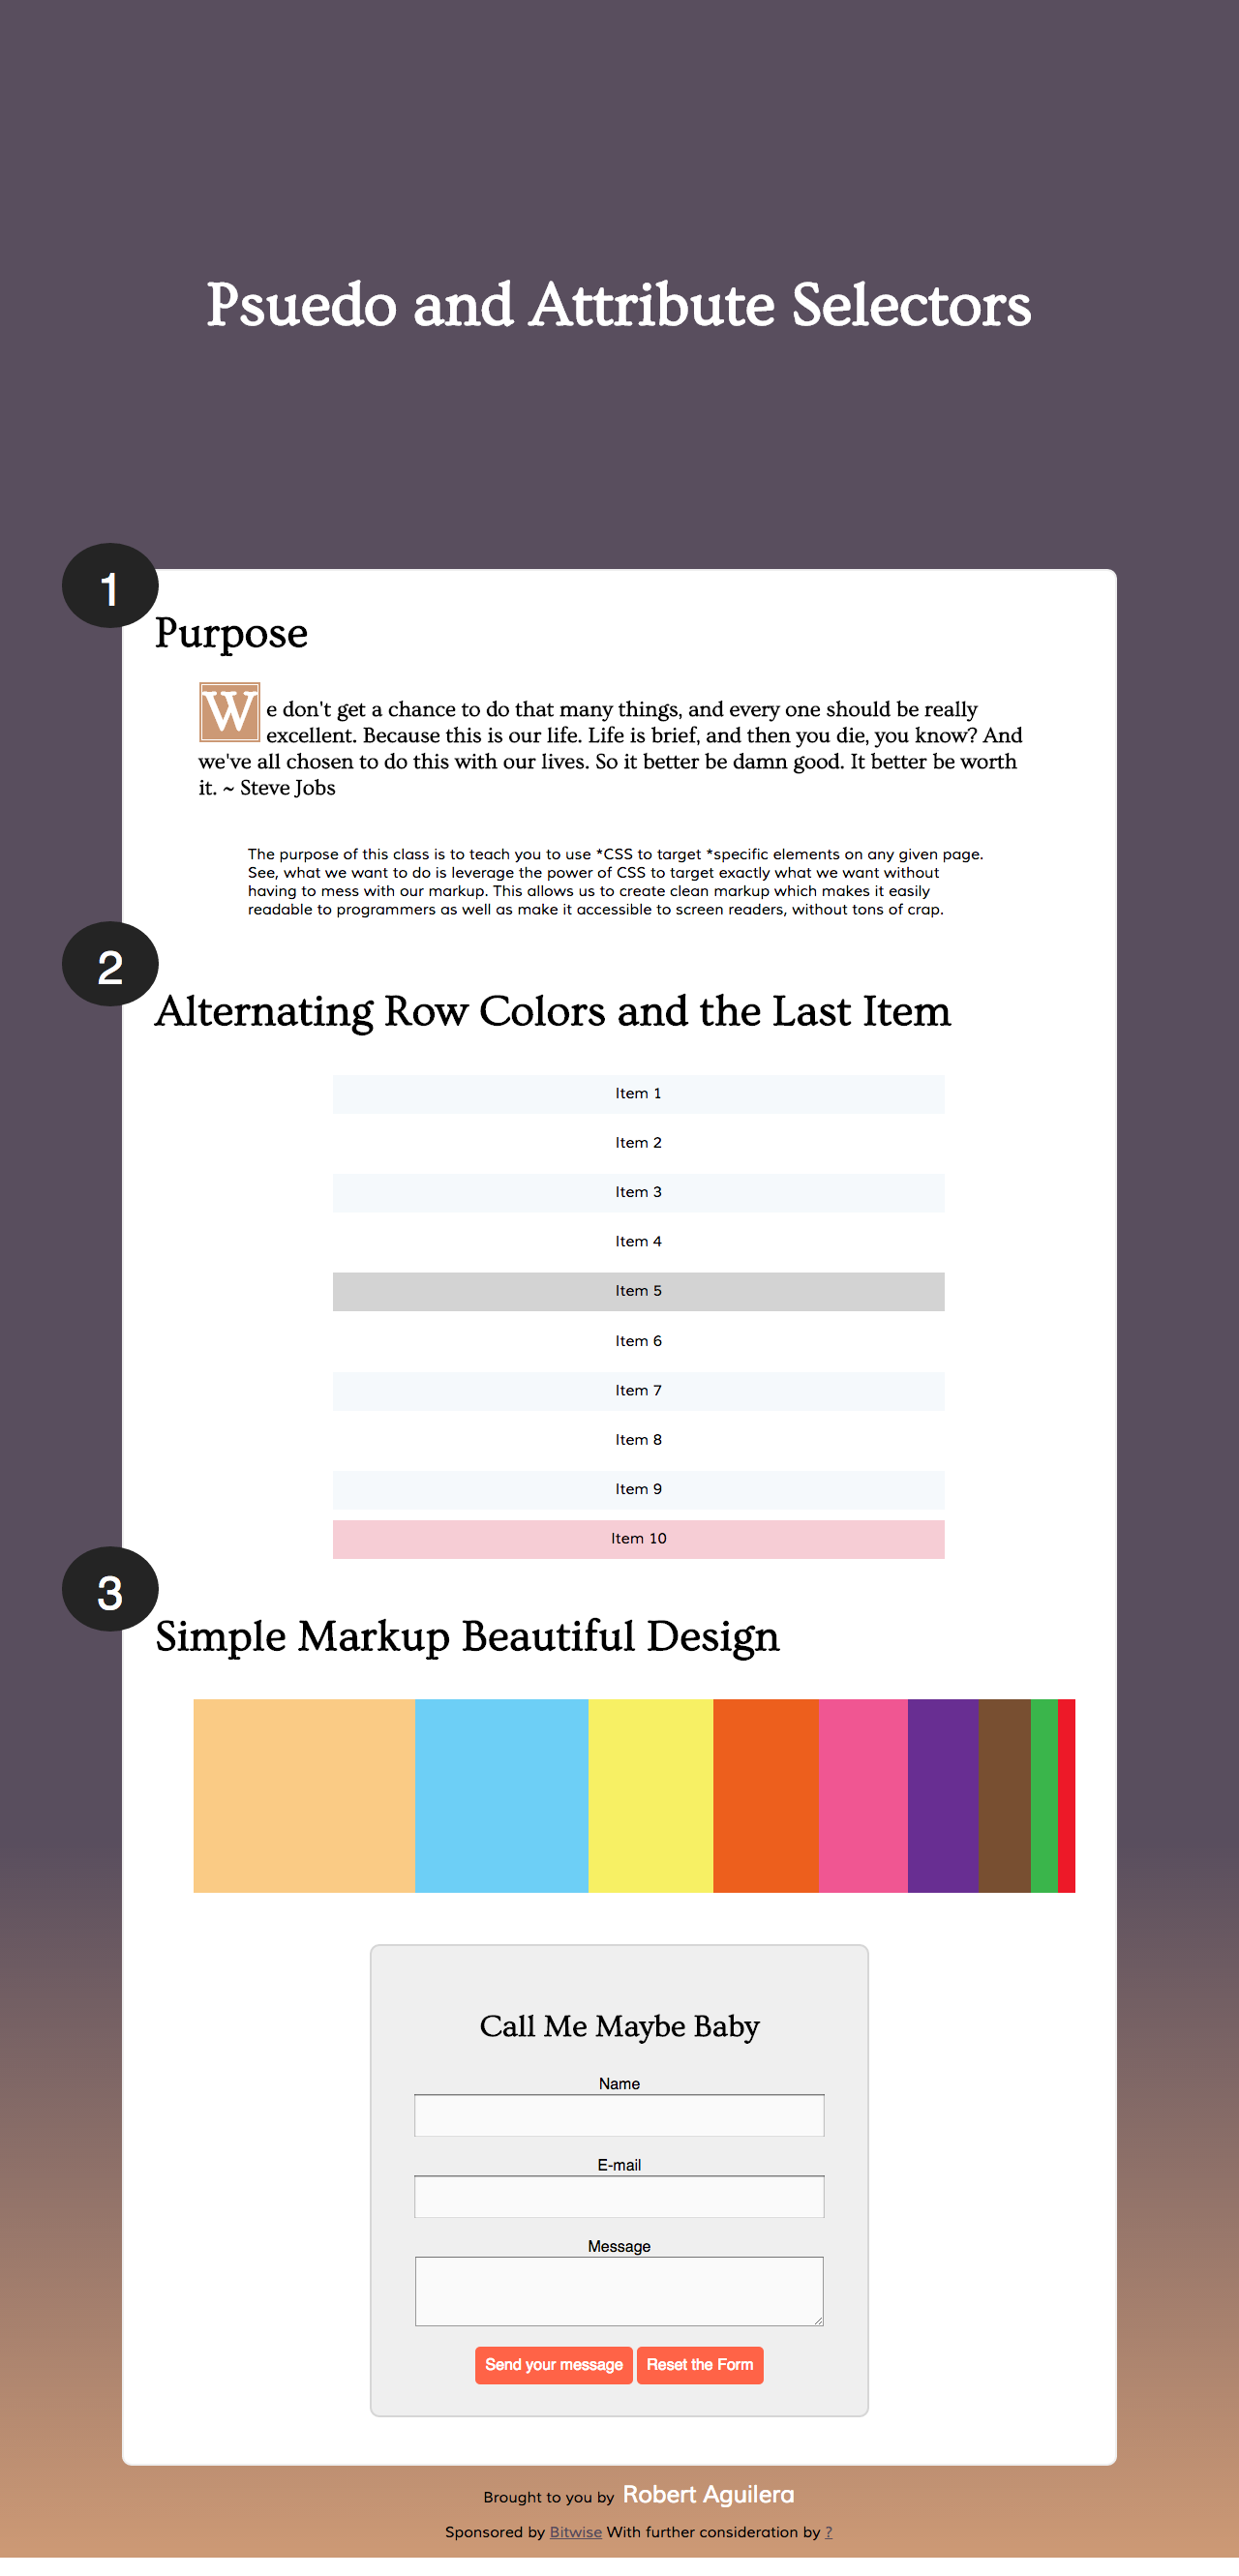 Psuedo and Attribute Selectors
1
Purpose
We don't get a chance to do that many things, and every one should be really
excellent. Because this is our life. Life is brief, and then you die, you know? And
we've all chosen to do this with our lives. So it better be damn good. It better be worth
it. ~ Steve Jobs
The purpose of this class is to teach you to use *CSS to target *specific elements on any given page.
See, what we want to do is leverage the power of CSS to target exactly what we want without
having to mess with our markup. This allows us to create clean markup which makes it easily
readable to programmers as well as make it accessible to screen readers, without tons of crap.
2
Alternating Row Colors and the Last Item
Item 1
Item 2
Item 3
Item 4
Item 5
Item 6
Item 7
Item 8
Item 9
Item 10
3
Simple Markup Beautiful Design
Call Me Maybe Baby
Name
E-mail
Message
Send your message Reset the Form
Brought to you by Robert Aguilera
Sponsored by Bitwise With further consideration by ?